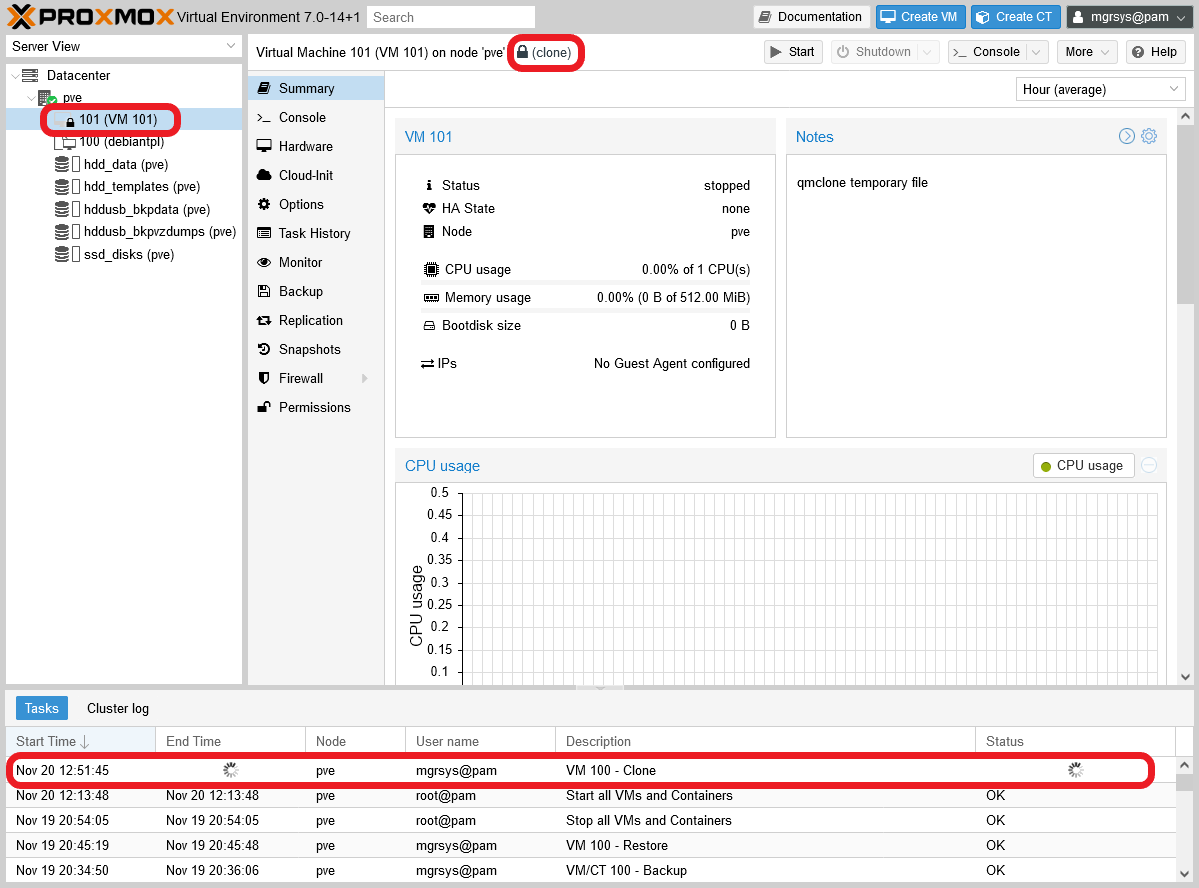 PROXMOX Virtual Environment 7.0-14+1 Search Documentation Create VM Create CT mgrsys@pam
Server View
Datacenter
pve
101 (VM 101)
100 (debiantpl)
hdd_data (pve)
hdd_templates (pve)
hddusb_bkpdata (pve)
hddusb_bkpvzdumps (pve)
ssd_disks (pve)
Virtual Machine 101 (VM 101) on node 'pve' (clone) Start Shutdown Console More Help
Summary
Console
Hardware
Cloud-Init
Options
Task History
Monitor
Backup
Replication
Snapshots
Firewall
Permissions
Hour (average)
VM 101
Status stopped
HA State none
Node pve
CPU usage 0.00% of 1 CPU(s)
Memory usage 0.00% (0 B of 512.00 MiB)
Bootdisk size 0 B
IPs No Guest Agent configured
Notes
qmclone temporary file
CPU usage
CPU usage
0.5
0.45
0.4
0.35
0.3
0.25
0.2
0.15
0.1
CPU usage
Tasks Cluster log
Start Time End Time Node User name Description Status
Nov 20 12:51:45 pve mgrsys@pam VM 100 - Clone
Nov 20 12:13:48 Nov 20 12:13:48 pve root@pam Start all VMs and Containers OK
Nov 19 20:54:05 Nov 19 20:54:05 pve root@pam Stop all VMs and Containers OK
Nov 19 20:45:19 Nov 19 20:45:48 pve mgrsys@pam VM 100 - Restore OK
Nov 19 20:34:50 Nov 19 20:36:06 pve mgrsys@pam VM/CT 100 - Backup OK